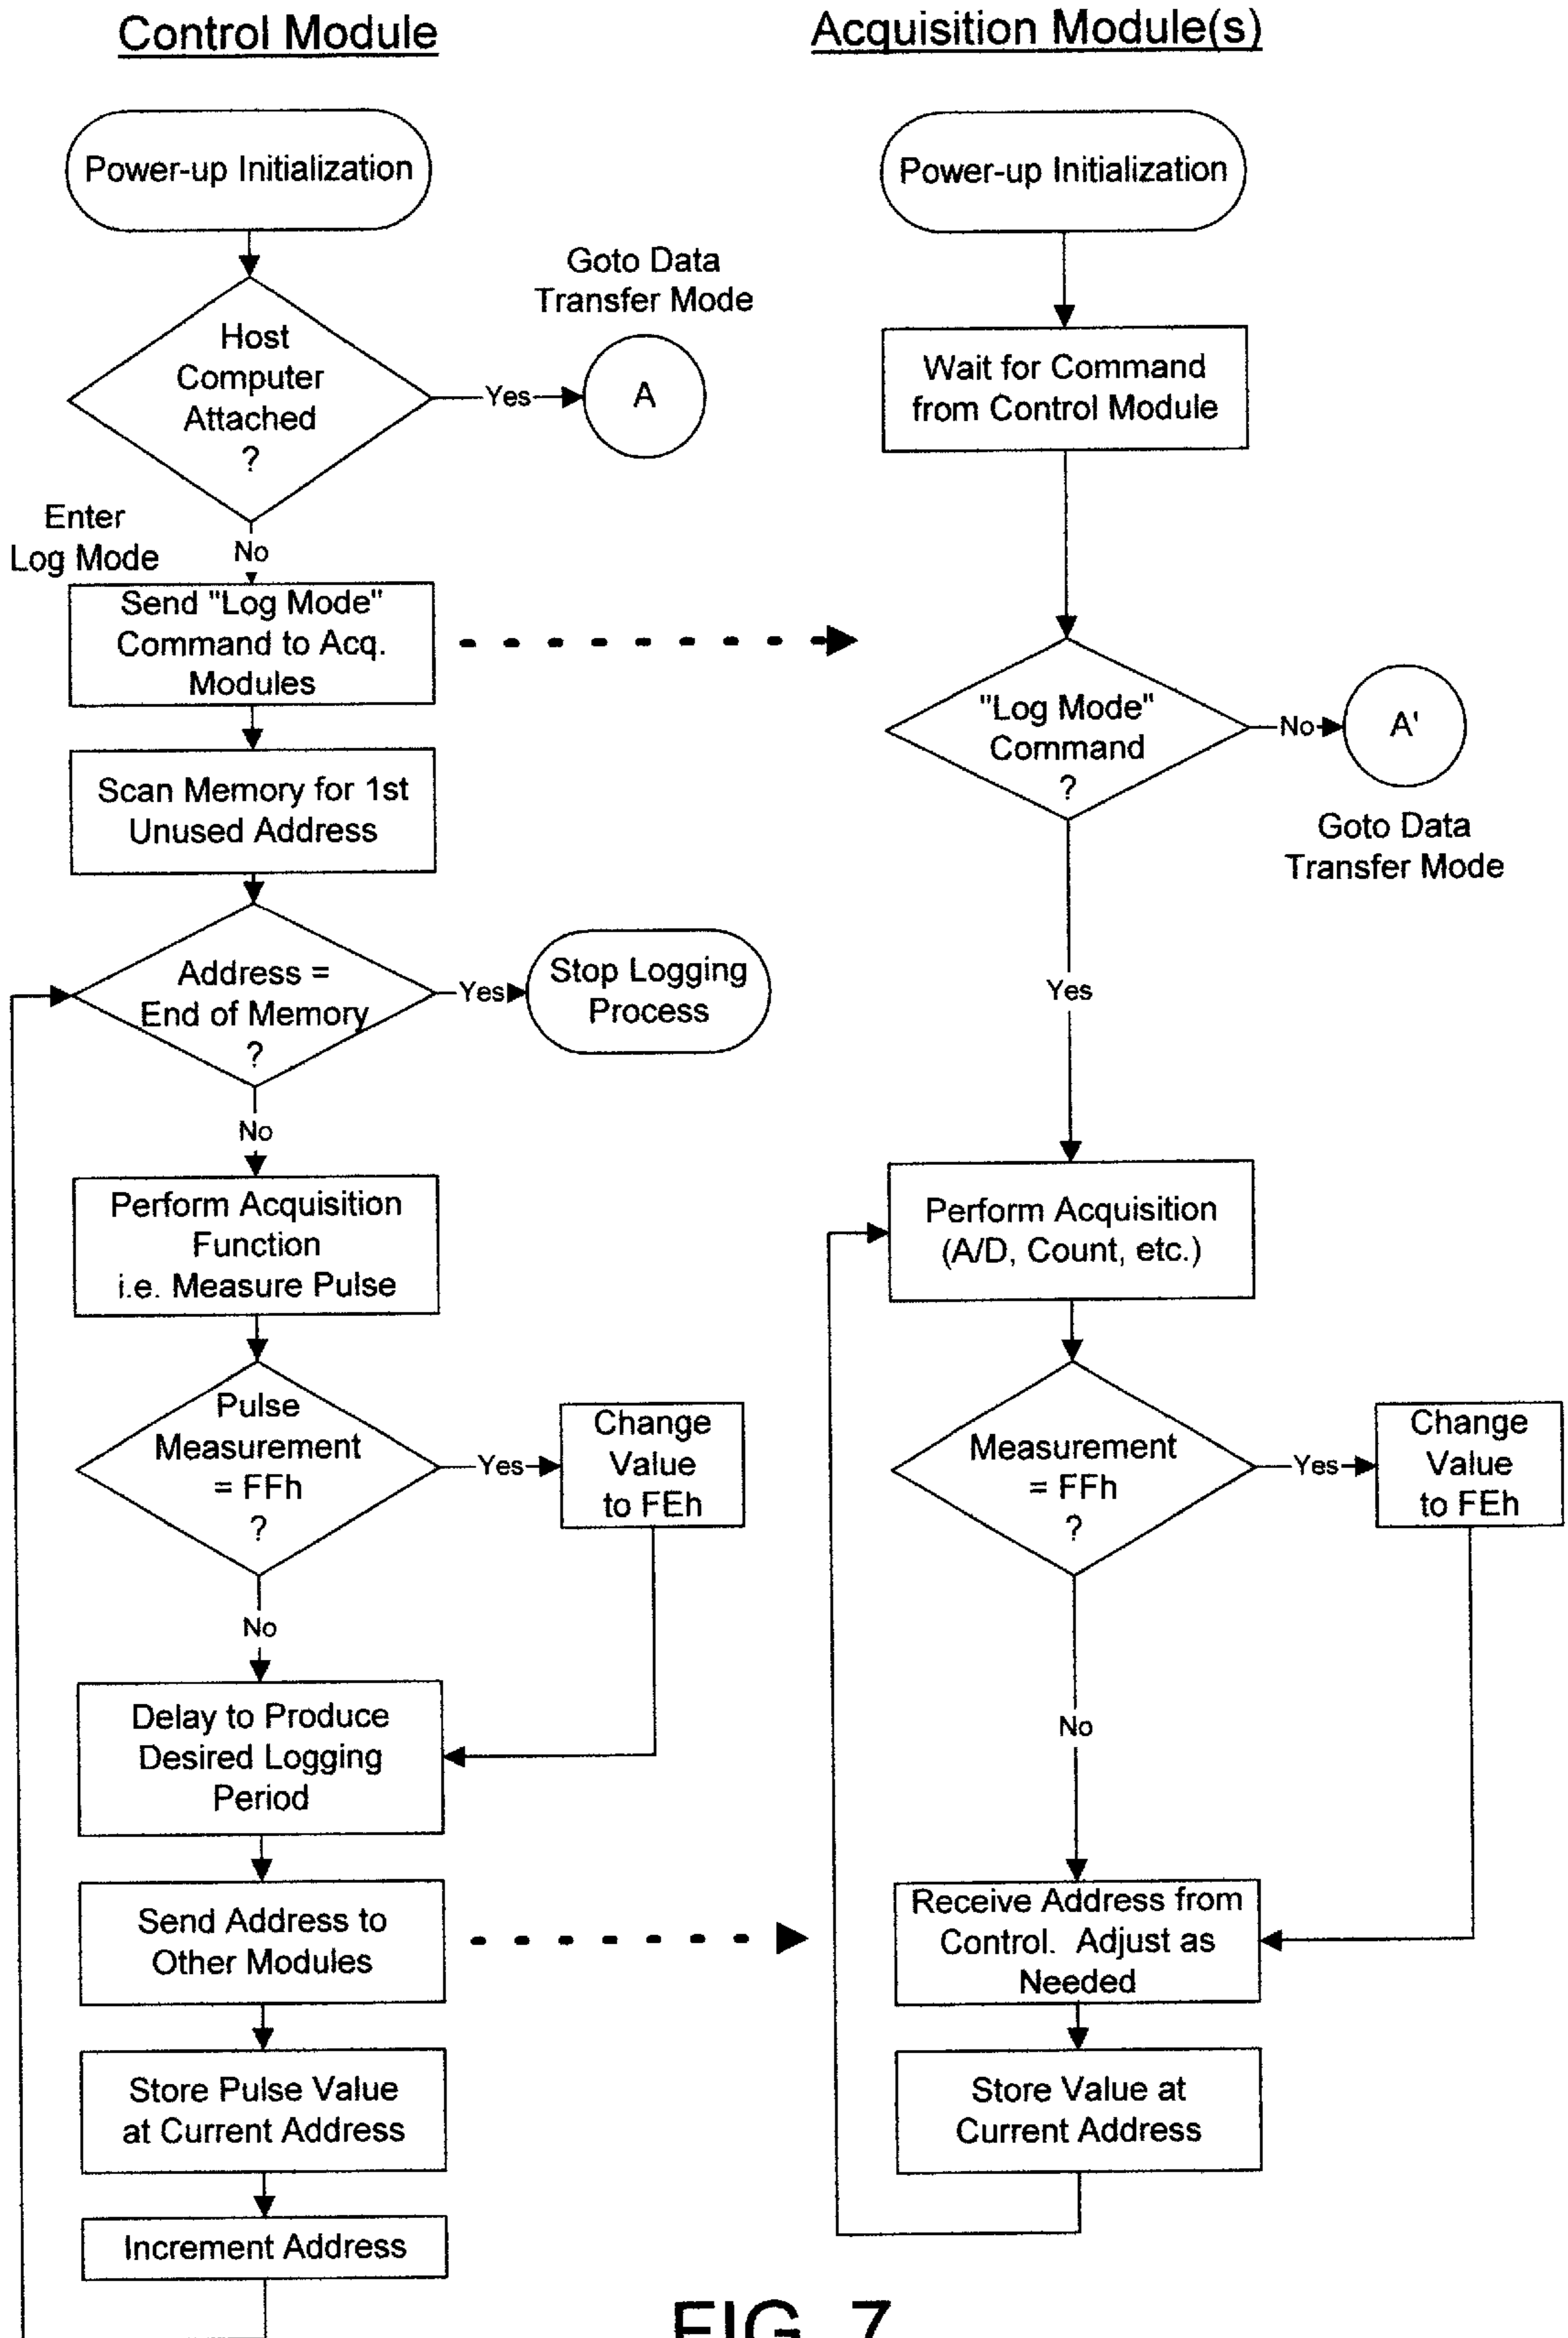 Control Module
Power-up Initialization
Host
Computer
Attached
?
Yes
Goto Data
Transfer Mode
A
Enter
Log Mode
No
Send "Log Mode"
Command to Acq.
Modules
Scan Memory for 1st
Unused Address
Address =
End of Memory
?
Yes
Stop Logging
Process
No
Perform Acquisition
Function
i.e. Measure Pulse
Pulse
Measurement
= FFh
?
Yes
Change
Value
to FEh
No
Delay to Produce
Desired Logging
Period
Send Address to
Other Modules
Store Pulse Value
at Current Address
Increment Address
Acquisition Module(s)
Power-up Initialization
Wait for Command
from Control Module
"Log Mode"
Command
?
No
A'
Goto Data
Transfer Mode
Yes
Perform Acquisition
(A/D, Count, etc.)
Measurement
= FFh
?
Yes
Change
Value
to FEh
No
Receive Address from
Control. Adjust as
Needed
Store Value at
Current Address
FIG. 7